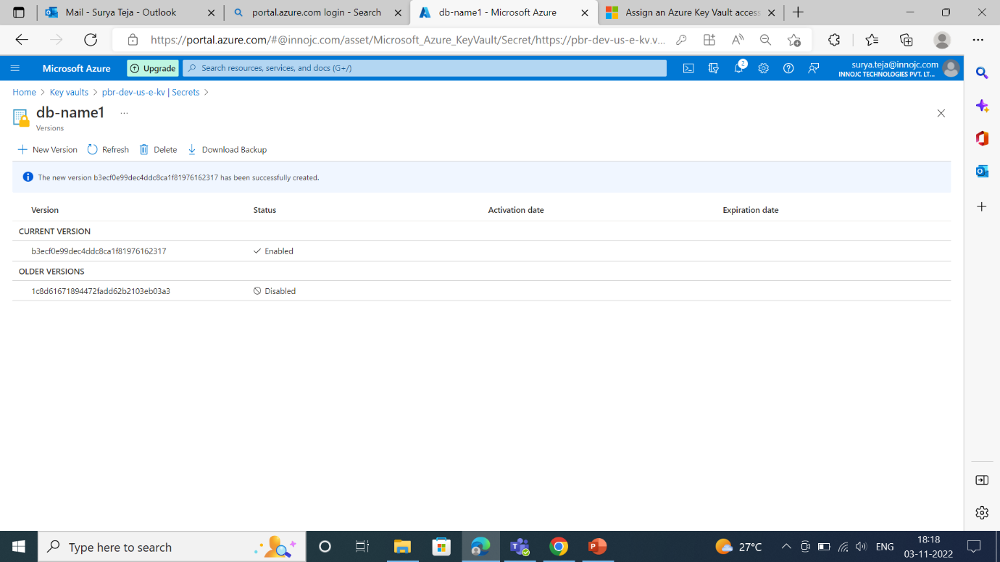 Mail - Surya Teja - Outlook
portal.azure.com login - Search
db-name1 - Microsoft Azure
Assign an Azure Key Vault access
https://portal.azure.com/#@innojc.com/asset/Microsoft_Azure_KeyVault/Secret/https://pbr-dev-us-e-kv.v...
Microsoft Azure
Upgrade
Search resources, services, and docs (G+/)
2
surya.teja@innojc.com
INNOJC TECHNOLOGIES PVT. LT...
Home > Key vaults > pbr-dev-us-e-kv | Secrets >
db-name1 ...
Versions
New Version
Refresh
Delete
Download Backup
The new version b3ecf0e99dec4ddc8ca1f81976162317 has been successfully created.
Version Status Activation date Expiration date
CURRENT VERSION
b3ecf0e99dec4ddc8ca1f81976162317 Enabled
OLDER VERSIONS
1c8d61671894472fadd62b2103eb03a3 Disabled
Type here to search
27°C
ENG
18:18
03-11-2022